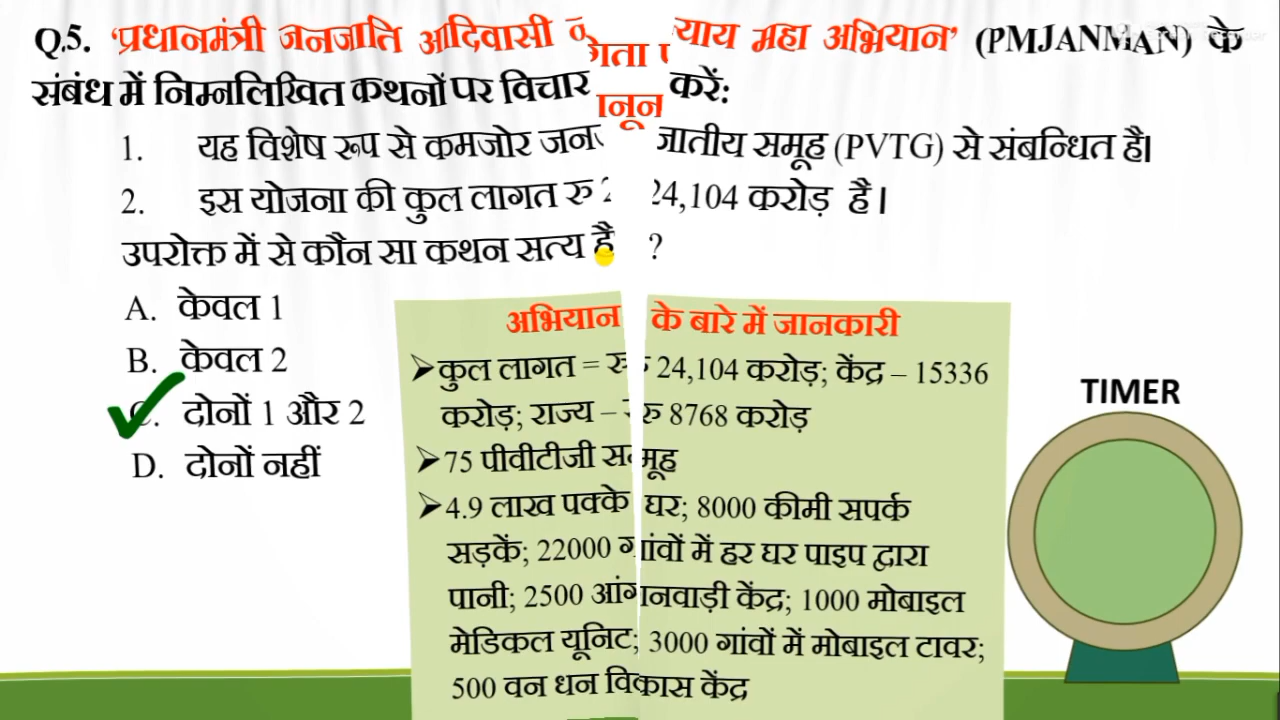 Q.5. ‘प्रधानमंत्री जनजाति आदिवासी न याय महा अभियान’ (PMJANMAN) के
संबंध में निम्नलिखित कथनों पर विचार करें:
1. यह विशेष रूप से कमजोर जनजातीय समूह (PVTG) से संबन्धित है।
2. इस योजना की कुल लागत रु 24,104 करोड़ है।
उपरोक्त में से कौन सा कथन सत्य है ?
A. केवल 1
B. केवल 2
C. दोनों 1 और 2
D. दोनों नहीं
अभियान के बारे में जानकारी
➢कुल लागत = रु 24,104 करोड़; केंद्र – 15336
करोड़; राज्य – रु 8768 करोड़
➢75 पीवीटीजी समूह
➢4.9 लाख पक्के घर; 8000 कीमी सपर्क
सड़कें; 22000 गांवों में हर घर पाइप द्वारा
पानी; 2500 आंगानवाड़ी केंद्र; 1000 मोबाइल
मेडिकल यूनिट; 3000 गांवों में मोबाइल टावर;
500 वन धन विकास केंद्र
TIMER